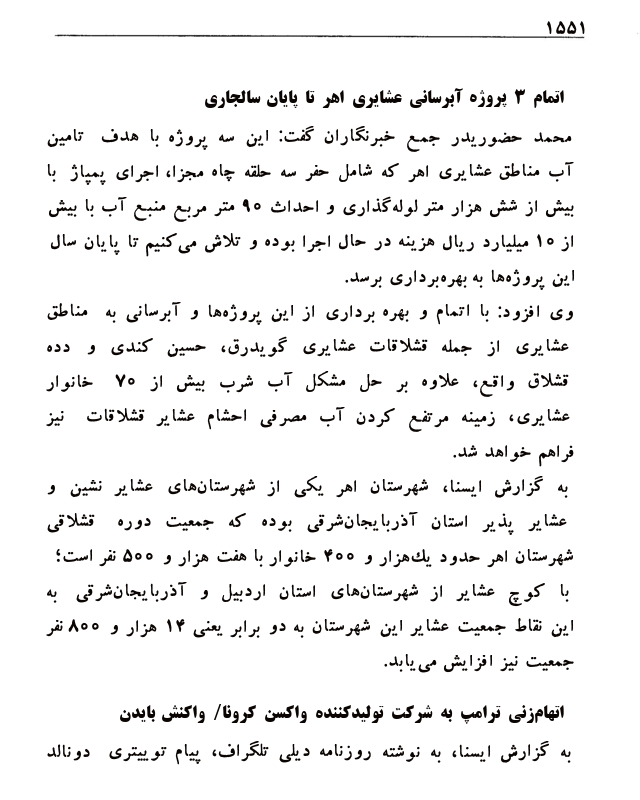 ۱۵۵۱
اتمام ۳ پروژه آبرسانی عشایری اهر تا پایان سالجاری
محمد حضوریدر جمع خبرنگاران گفت: این سه پروژه با هدف تامین
آب مناطق عشایری اهر که شامل حفر سه حلقه چاه مجزا، اجرای پمپاژ با
بیش از شش هزار متر لوله‌گذاری و احداث ۹۰ متر مربع منبع آب با بیش
از ۱۰ میلیارد ریال هزینه در حال اجرا بوده و تلاش می‌کنیم تا پایان سال
این پروژه‌ها به بهره‌برداری برسد.
وی افزود: با اتمام و بهره برداری از این پروژه‌ها و آبرسانی به مناطق
عشایری از جمله قشلاقات عشایری گویدرق، حسین کندی و دده
قشلاق واقع، علاوه بر حل مشکل آب شرب بیش از ۷۰ خانوار
عشایری، زمینه مرتفع کردن آب مصرفی احشام عشایر قشلاقات نیز
فراهم خواهد شد.
به گزارش ایسنا، شهرستان اهر یکی از شهرستان‌های عشایر نشین و
عشایر پذیر استان آذربایجان‌شرقی بوده که جمعیت دوره قشلاقی
شهرستان اهر حدود یك‌هزار و ۴۰۰ خانوار با هفت هزار و ۵۰۰ نفر است؛
با کوچ عشایر از شهرستان‌های استان اردبیل و آذربایجان‌شرقی به
این نقاط جمعیت عشایر این شهرستان به دو برابر یعنی ۱۴ هزار و ۸۰۰ نفر
جمعیت نیز افزایش می‌یابد.
اتهام‌زنی ترامپ به شرکت تولیدکننده واکسن کرونا/ واکنش بایدن
به گزارش ایسنا، به نوشته روزنامه دیلی تلگراف، پیام توییتری دونالد